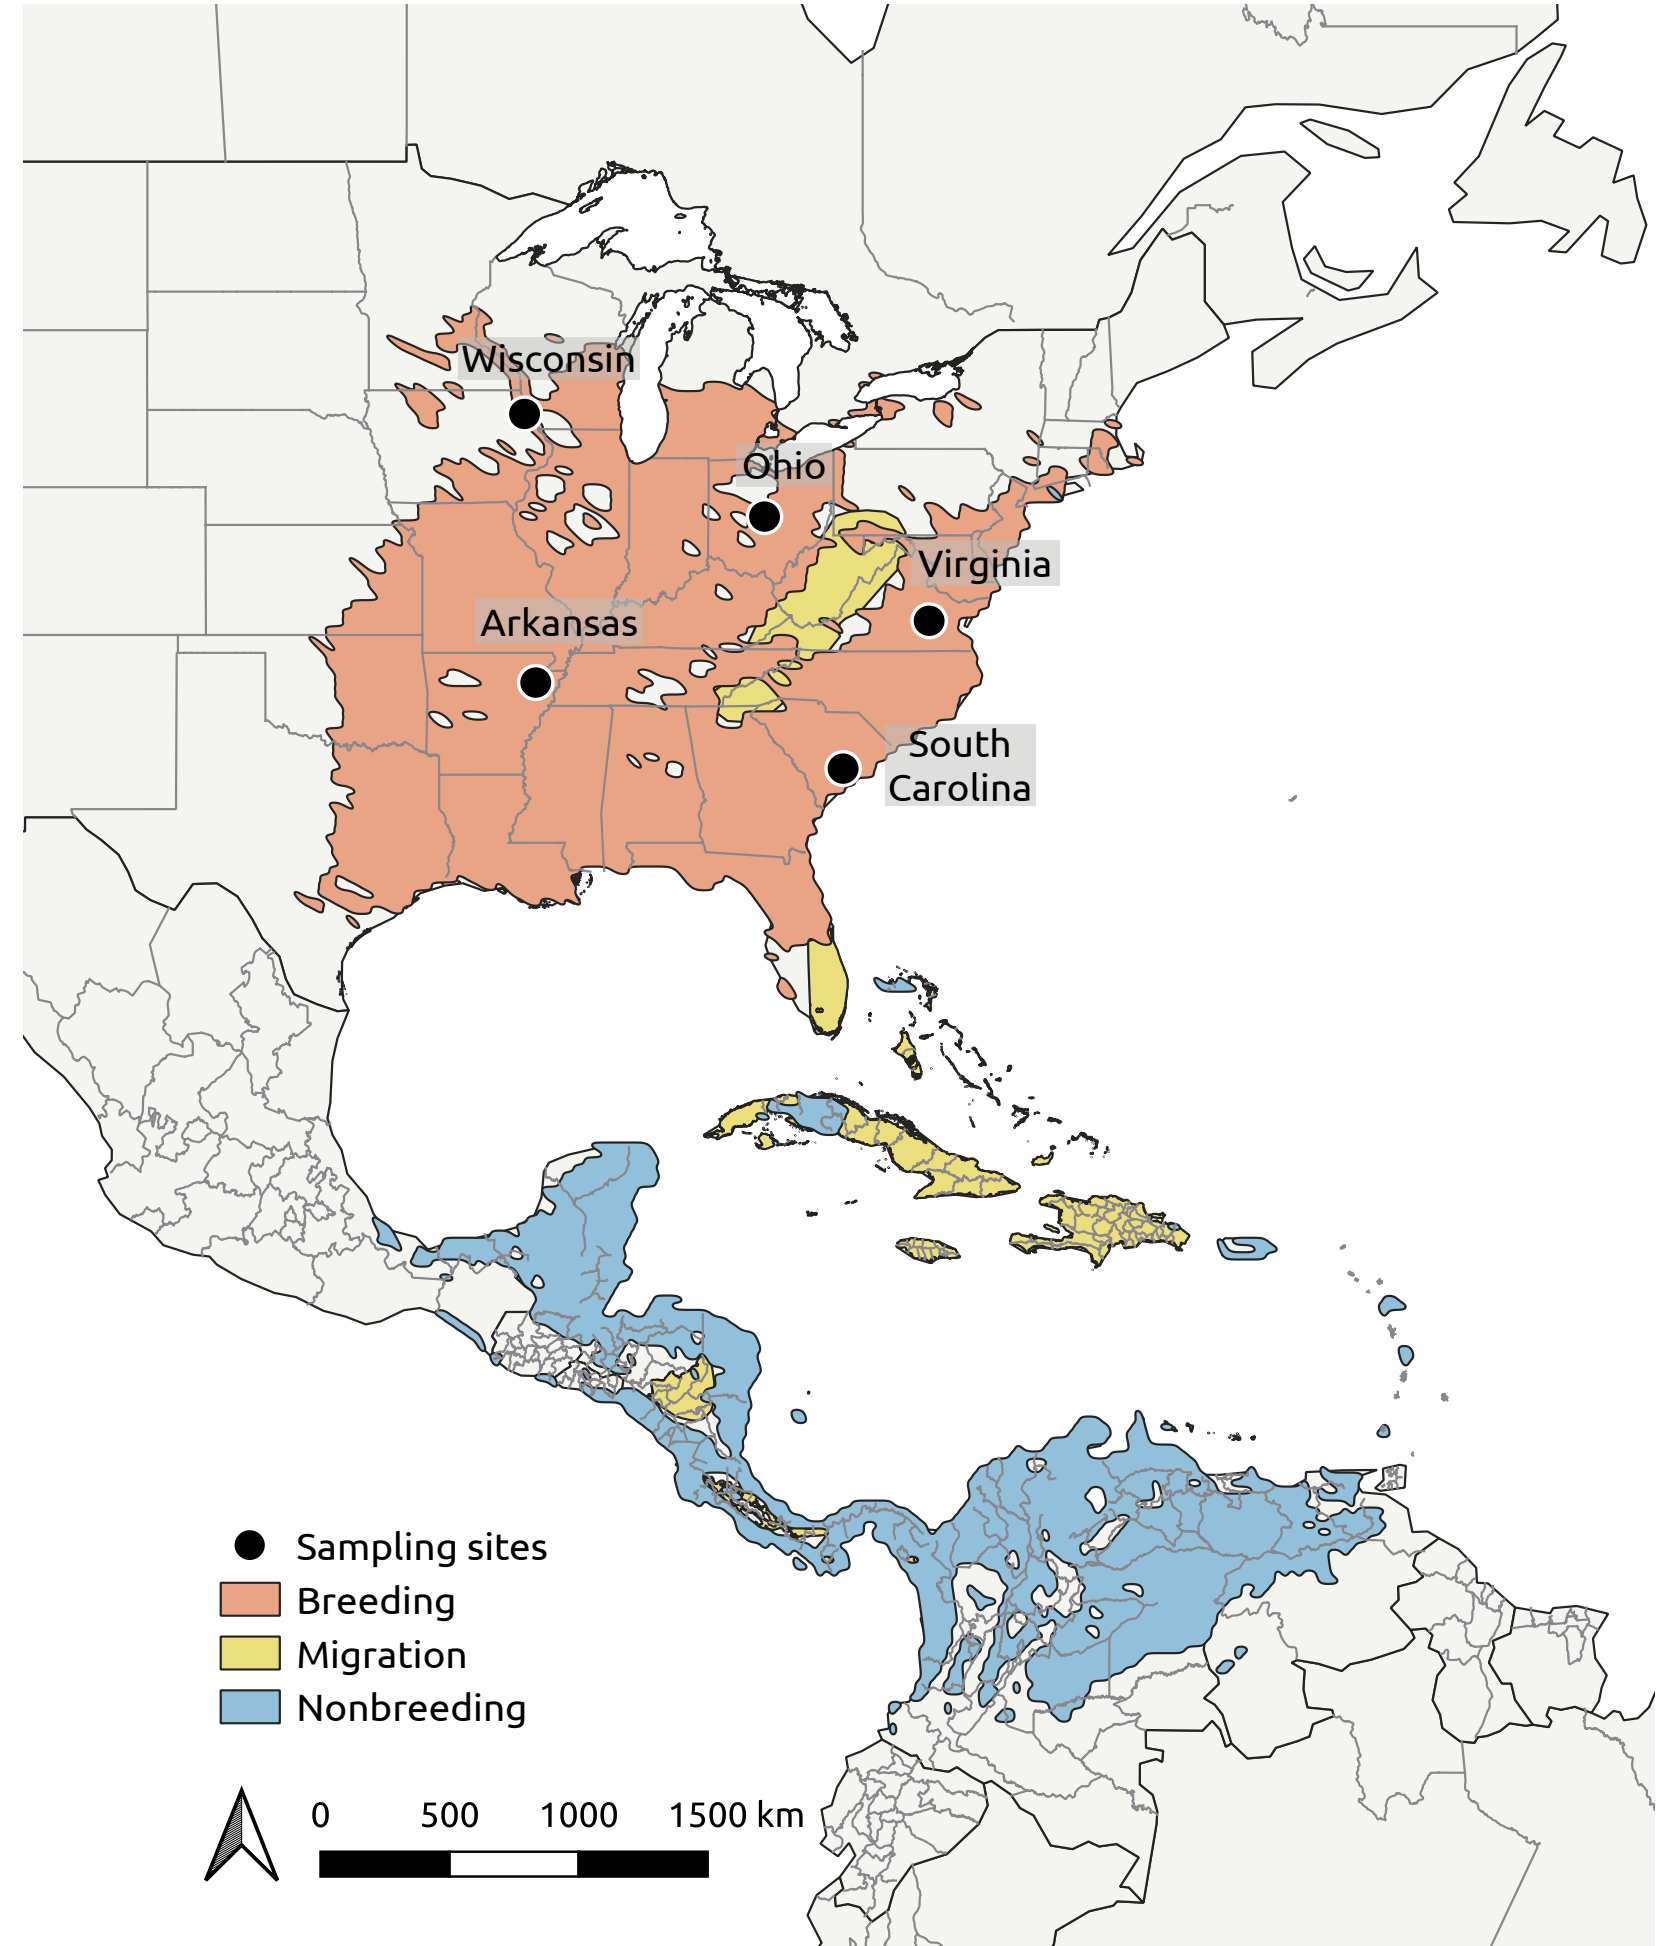 Wisconsin
Ohio
Virginia
Arkansas
South
Carolina
Sampling sites
Breeding
Migration
Nonbreeding
0 500 1000 1500 km